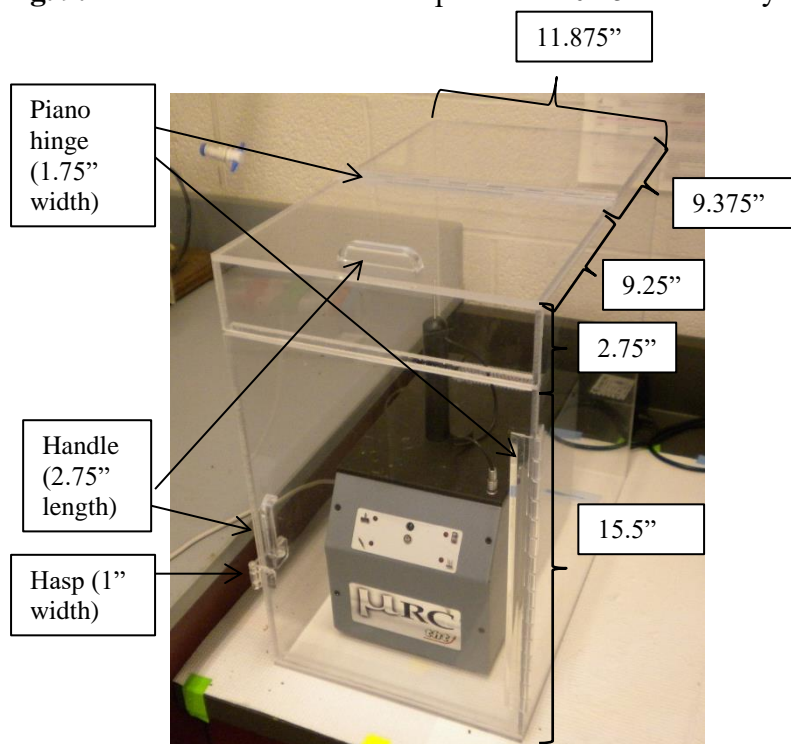 11.875”
Piano
hinge
(1.75”
width)
9.375”
9.25”
2.75”
Handle
(2.75”
length)
15.5”
Hasp (1”
width)
µRC